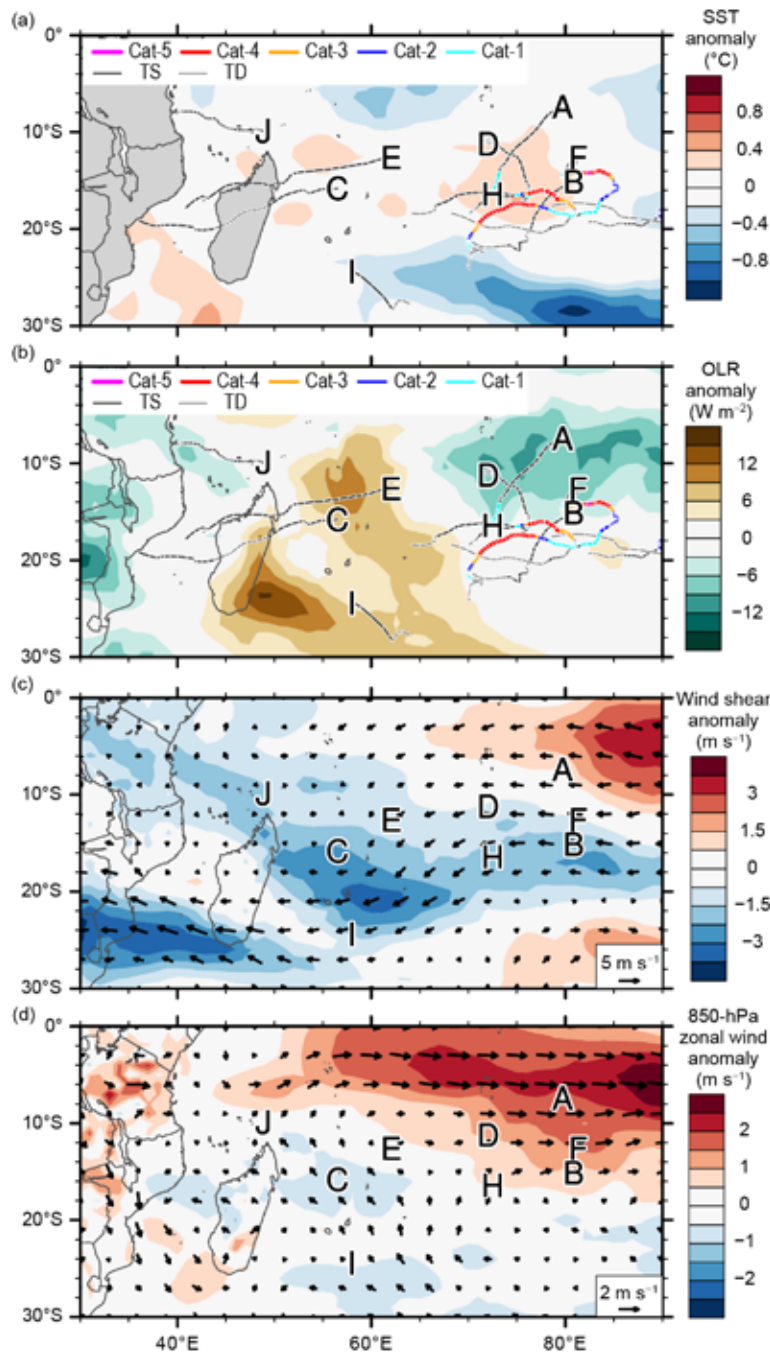 (a)
SST
anomaly
(°C)
0°
Cat-5 Cat-4 Cat-3 Cat-2 Cat-1
TS TD
10°S
20°S
30°S
J E C I A D H F B
0.8
0.4
0
−0.4
−0.8
(b)
OLR
anomaly
(W m⁻²)
0°
Cat-5 Cat-4 Cat-3 Cat-2 Cat-1
TS TD
10°S
20°S
30°S
J E C I A D H F B
12
6
0
−6
−12
(c)
Wind shear
anomaly
(m s⁻¹)
0°
10°S
20°S
30°S
J E C I A D H F B
5 m s⁻¹
3
1.5
0
−1.5
−3
(d)
850-hPa
zonal wind
anomaly
(m s⁻¹)
0°
10°S
20°S
30°S
J E C I A D H F B
2 m s⁻¹
2
1
0
−1
−2
40°E 60°E 80°E